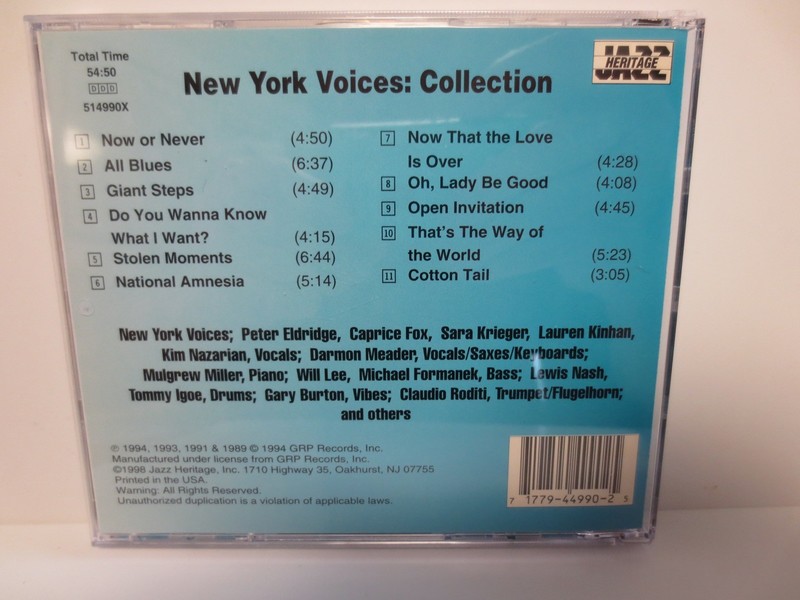 Total Time
54:50
DDD
514990X
New York Voices: Collection
JAZZ
HERITAGE
1 Now or Never (4:50)
2 All Blues (6:37)
3 Giant Steps (4:49)
4 Do You Wanna Know
What I Want? (4:15)
5 Stolen Moments (6:44)
6 National Amnesia (5:14)
7 Now That the Love
Is Over (4:28)
8 Oh, Lady Be Good (4:08)
9 Open Invitation (4:45)
10 That's The Way of
the World (5:23)
11 Cotton Tail (3:05)
New York Voices; Peter Eldridge, Caprice Fox, Sara Krieger, Lauren Kinhan,
Kim Nazarian, Vocals; Darmon Meader, Vocals/Saxes/Keyboards;
Mulgrew Miller, Piano; Will Lee, Michael Formanek, Bass; Lewis Nash,
Tommy Igoe, Drums; Gary Burton, Vibes; Claudio Roditi, Trumpet/Flugelhorn;
and others
℗ 1994, 1993, 1991 & 1989 © 1994 GRP Records, Inc.
Manufactured under license from GRP Records, Inc.
©1998 Jazz Heritage, Inc. 1710 Highway 35, Oakhurst, NJ 07755
Printed in the USA.
Warning: All Rights Reserved.
Unauthorized duplication is a violation of applicable laws.
7 1779-44990-2 5